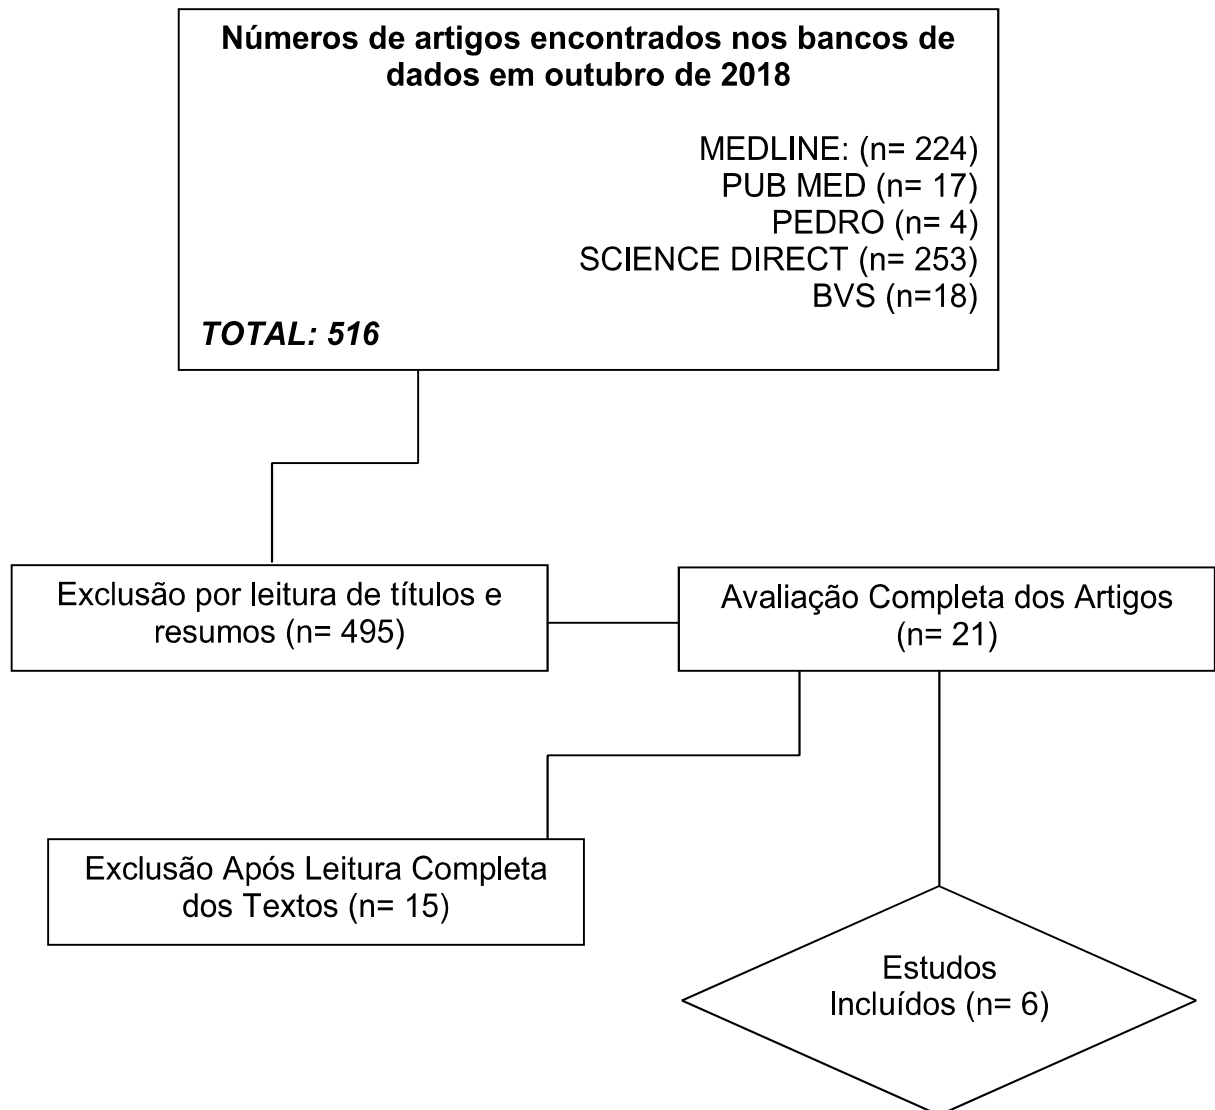 Números de artigos encontrados nos bancos de
dados em outubro de 2018
MEDLINE: (n= 224)
PUB MED (n= 17)
PEDRO (n= 4)
SCIENCE DIRECT (n= 253)
BVS (n=18)
TOTAL: 516
Exclusão por leitura de títulos e
resumos (n= 495)
Avaliação Completa dos Artigos
(n= 21)
Exclusão Após Leitura Completa
dos Textos (n= 15)
Estudos
Incluídos (n= 6)